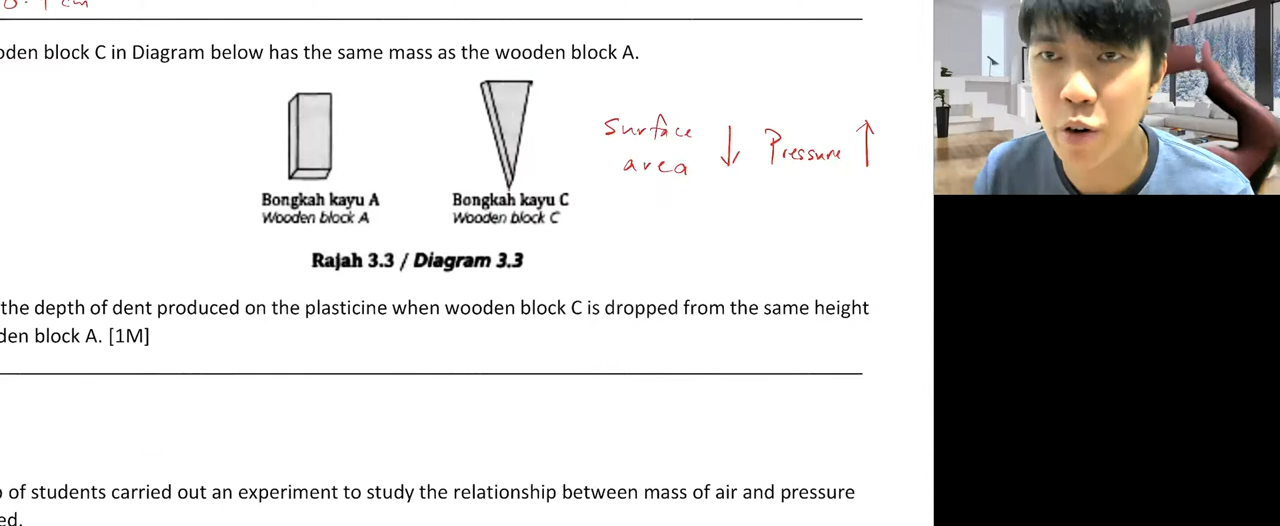 cm
oden block C in Diagram below has the same mass as the wooden block A.
surface
area ↓ Pressure ↑
Bongkah kayu A
Wooden block A
Bongkah kayu C
Wooden block C
Rajah 3.3 / Diagram 3.3
the depth of dent produced on the plasticine when wooden block C is dropped from the same height
den block A. [1M]
of students carried out an experiment to study the relationship between mass of air and pressure
ed.